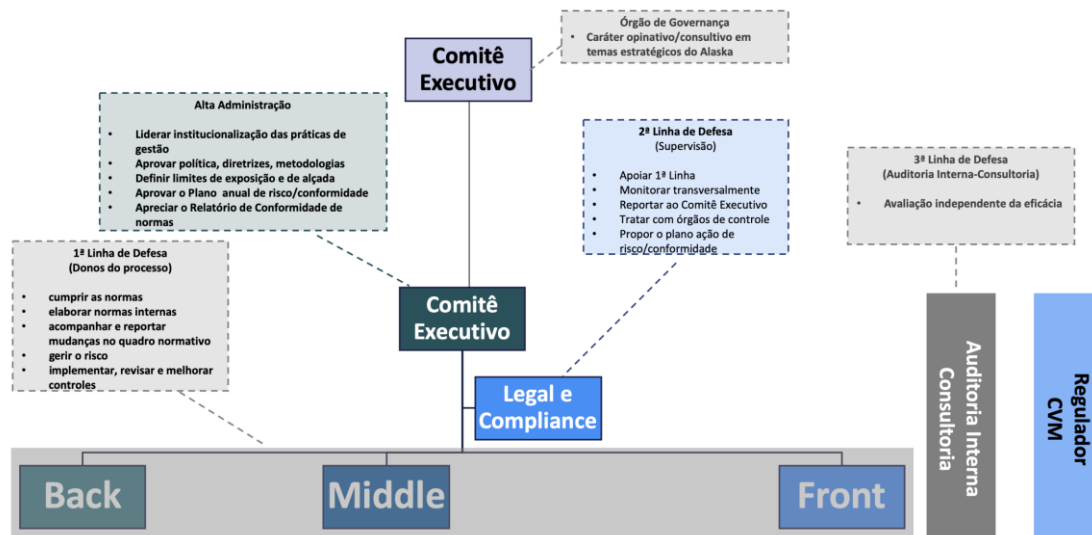 Órgão de Governança
• Caráter opinativo/consultivo em
temas estratégicos do Alaska
Comitê
Executivo
Alta Administração
• Liderar institucionalização das práticas de
gestão
• Aprovar política, diretrizes, metodologias
• Definir limites de exposição e de alçada
• Aprovar o Plano anual de risco/conformidade
• Apreciar o Relatório de Conformidade de
normas
2ª Linha de Defesa
(Supervisão)
• Apoiar 1ª Linha
• Monitorar transversalmente
• Reportar ao Comitê Executivo
• Tratar com órgãos de controle
• Propor o plano ação de
risco/conformidade
3ª Linha de Defesa
(Auditoria Interna-Consultoria)
• Avaliação independente da eficácia
1ª Linha de Defesa
(Donos do processo)
• cumprir as normas
• elaborar normas internas
• acompanhar e reportar
mudanças no quadro normativo
• gerir o risco
• implementar, revisar e melhorar
controles
Comitê
Executivo
Legal e
Compliance
Auditoria Interna
Consultoria
Regulador
CVM
Back
Middle
Front